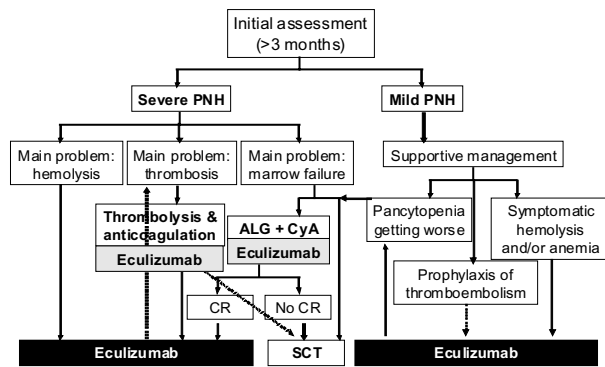 Initial assessment
(>3 months)
Severe PNH
Mild PNH
Main problem:
hemolysis
Main problem:
thrombosis
Main problem:
marrow failure
Supportive management
Thrombolysis &
anticoagulation
Eculizumab
ALG + CyA
Eculizumab
Pancytopenia
getting worse
Symptomatic
hemolysis
and/or anemia
Prophylaxis of
thromboembolism
CR
No CR
Eculizumab
SCT
Eculizumab